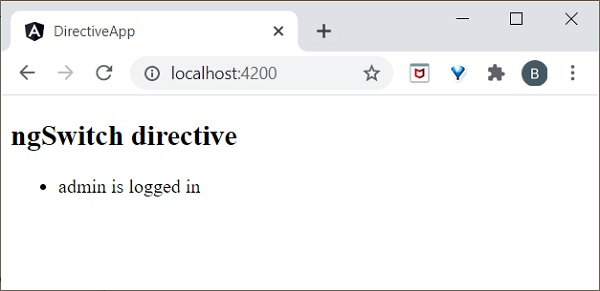 DirectiveApp
localhost:4200
B
ngSwitch directive
admin is logged in